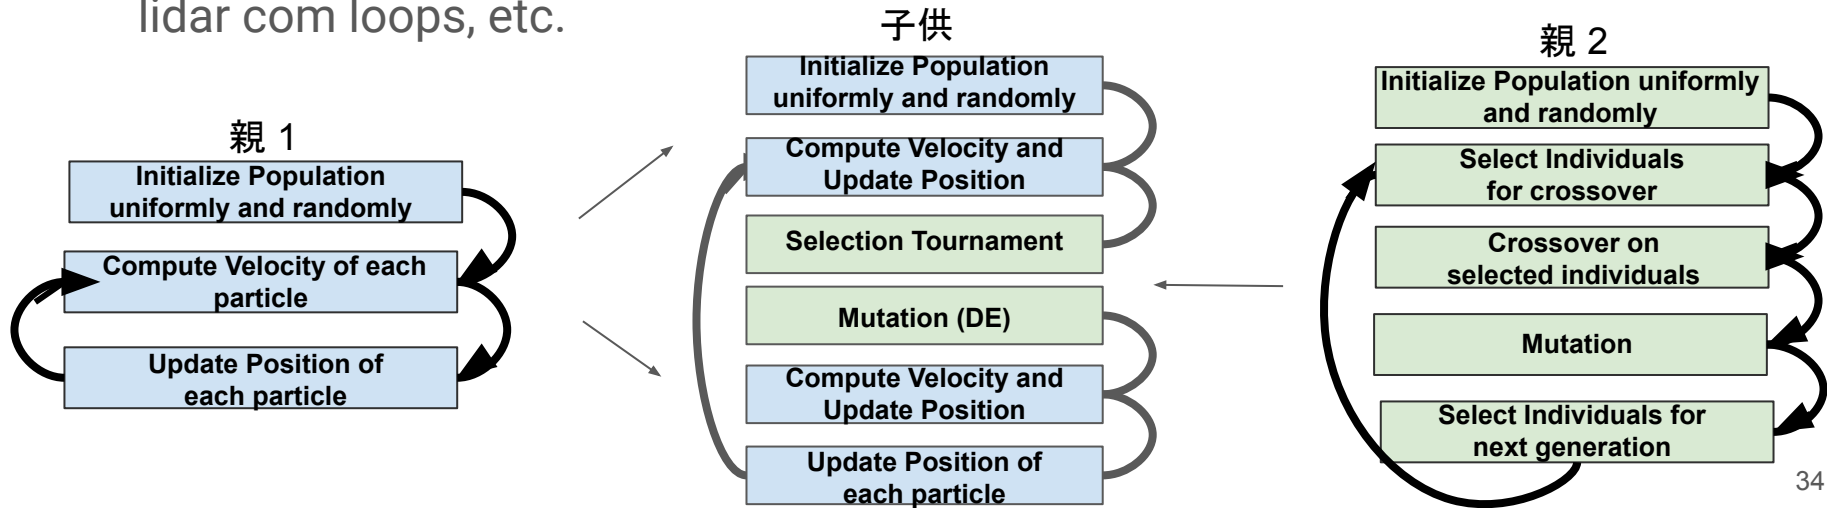 lidar com loops, etc.
親 1
Initialize Population
uniformly and randomly
Compute Velocity of each
particle
Update Position of
each particle
子供
Initialize Population
uniformly and randomly
Compute Velocity and
Update Position
Selection Tournament
Mutation (DE)
Compute Velocity and
Update Position
Update Position of
each particle
親 2
Initialize Population uniformly
and randomly
Select Individuals
for crossover
Crossover on
selected individuals
Mutation
Select Individuals for
next generation
34